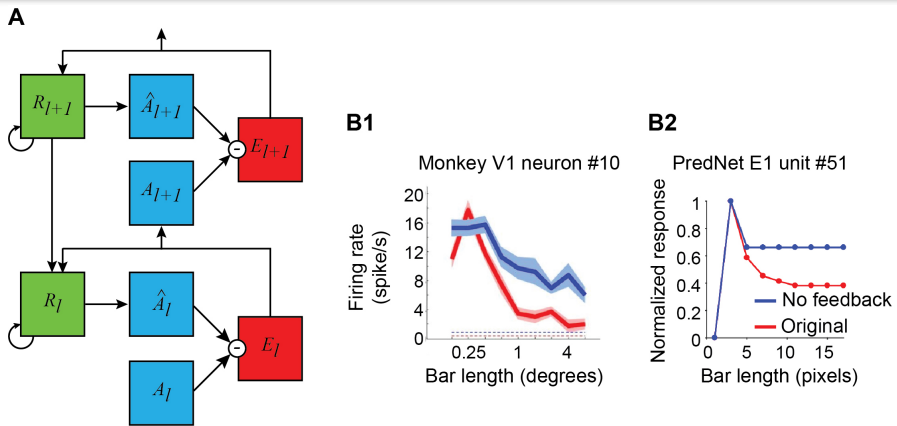 A
R_{l+1}
Â_{l+1}
-
E_{l+1}
A_{l+1}
R_l
Â_l
-
E_l
A_l
B1
Monkey V1 neuron #10
Firing rate
(spike/s)
20
16
12
8
4
0
0.25 1 4
Bar length (degrees)
B2
PredNet E1 unit #51
Normalized response
1
0.8
0.6
0.4
0.2
0
0 5 10 15
No feedback
Original
Bar length (pixels)